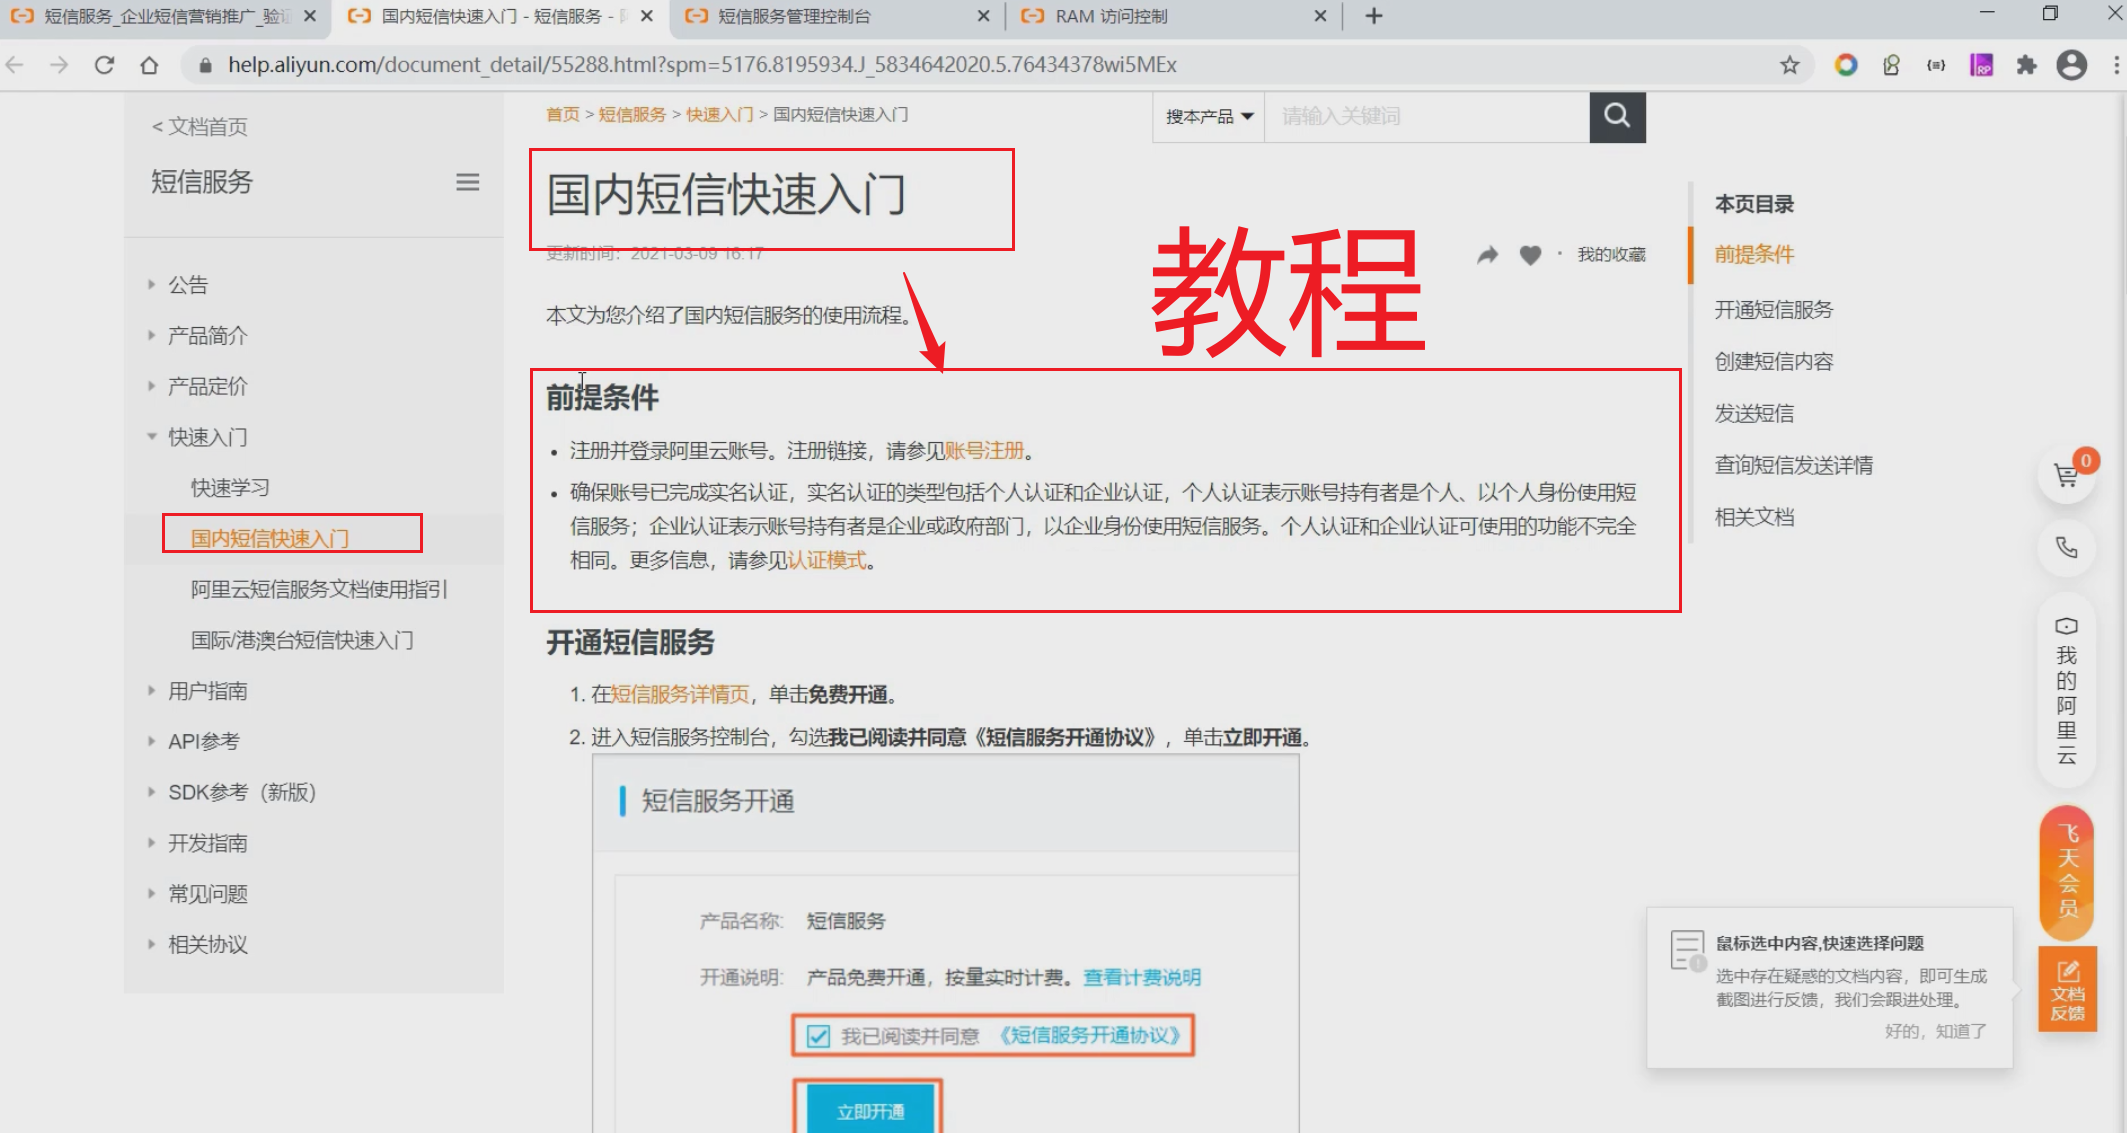 短信服务_企业短信营销推广_验证
国内短信快速入门 - 短信服务 -
短信服务管理控制台
RAM 访问控制
help.aliyun.com/document_detail/55288.html?spm=5176.8195934.J_5834642020.5.76434378wi5MEx
< 文档首页
短信服务
公告
产品简介
产品定价
快速入门
快速学习
国内短信快速入门
阿里云短信服务文档使用指引
国际/港澳台短信快速入门
用户指南
API参考
SDK参考（新版）
开发指南
常见问题
相关协议
首页 > 短信服务 > 快速入门 > 国内短信快速入门
搜本产品
请输入关键词
国内短信快速入门
更新时间：2021-03-09 16:17
我的收藏
教程
本文为您介绍了国内短信服务的使用流程。
前提条件
注册并登录阿里云账号。注册链接，请参见账号注册。
确保账号已完成实名认证，实名认证的类型包括个人认证和企业认证，个人认证表示账号持有者是个人、以个人身份使用短
信服务；企业认证表示账号持有者是企业或政府部门，以企业身份使用短信服务。个人认证和企业认证可使用的功能不完全
相同。更多信息，请参见认证模式。
开通短信服务
1. 在短信服务详情页，单击免费开通。
2. 进入短信服务控制台，勾选我已阅读并同意《短信服务开通协议》，单击立即开通。
短信服务开通
产品名称: 短信服务
开通说明: 产品免费开通，按量实时计费。查看计费说明
我已阅读并同意 《短信服务开通协议》
立即开通
本页目录
前提条件
开通短信服务
创建短信内容
发送短信
查询短信发送详情
相关文档
0
我的阿里云
飞天会员
文档
反馈
鼠标选中内容,快速选择问题
选中存在疑惑的文档内容，即可生成
截图进行反馈，我们会跟进处理。
好的，知道了